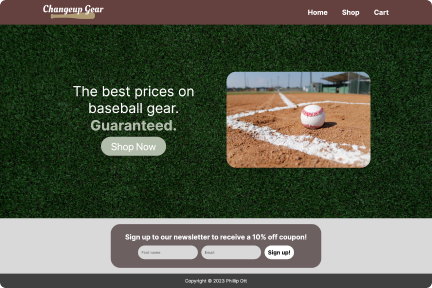 Changeup Gear
Home Shop Cart
The best prices on
baseball gear.
Guaranteed.
Shop Now
Sign up to our newsletter to receive a 10% off coupon!
First name
Email
Sign up!
Copyright © 2023 Phillip Ott